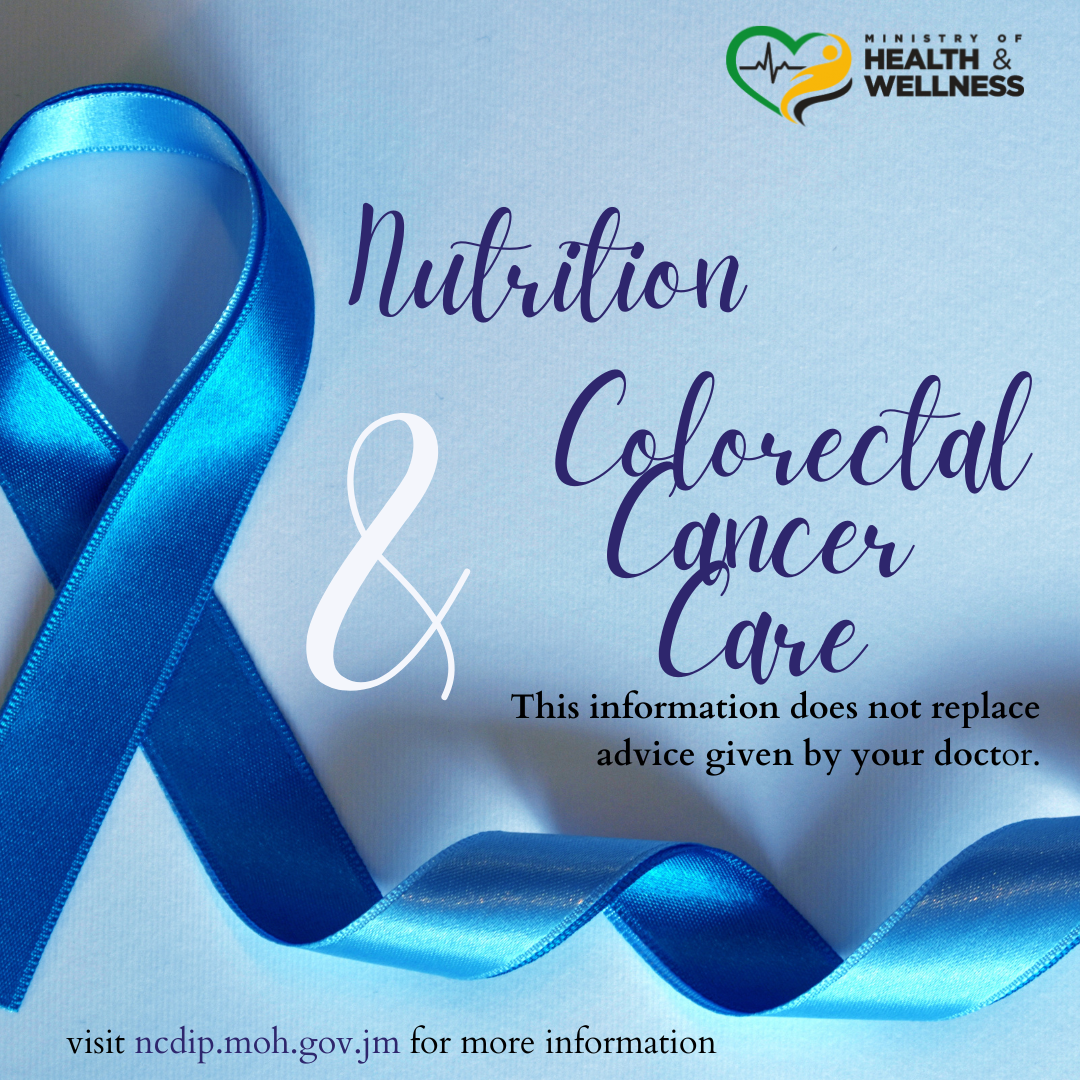 MINISTRY OF
HEALTH &
WELLNESS
Nutrition
&
Colorectal
Cancer
Care
This information does not replace
advice given by your doctor.
visit ncdip.moh.gov.jm for more information